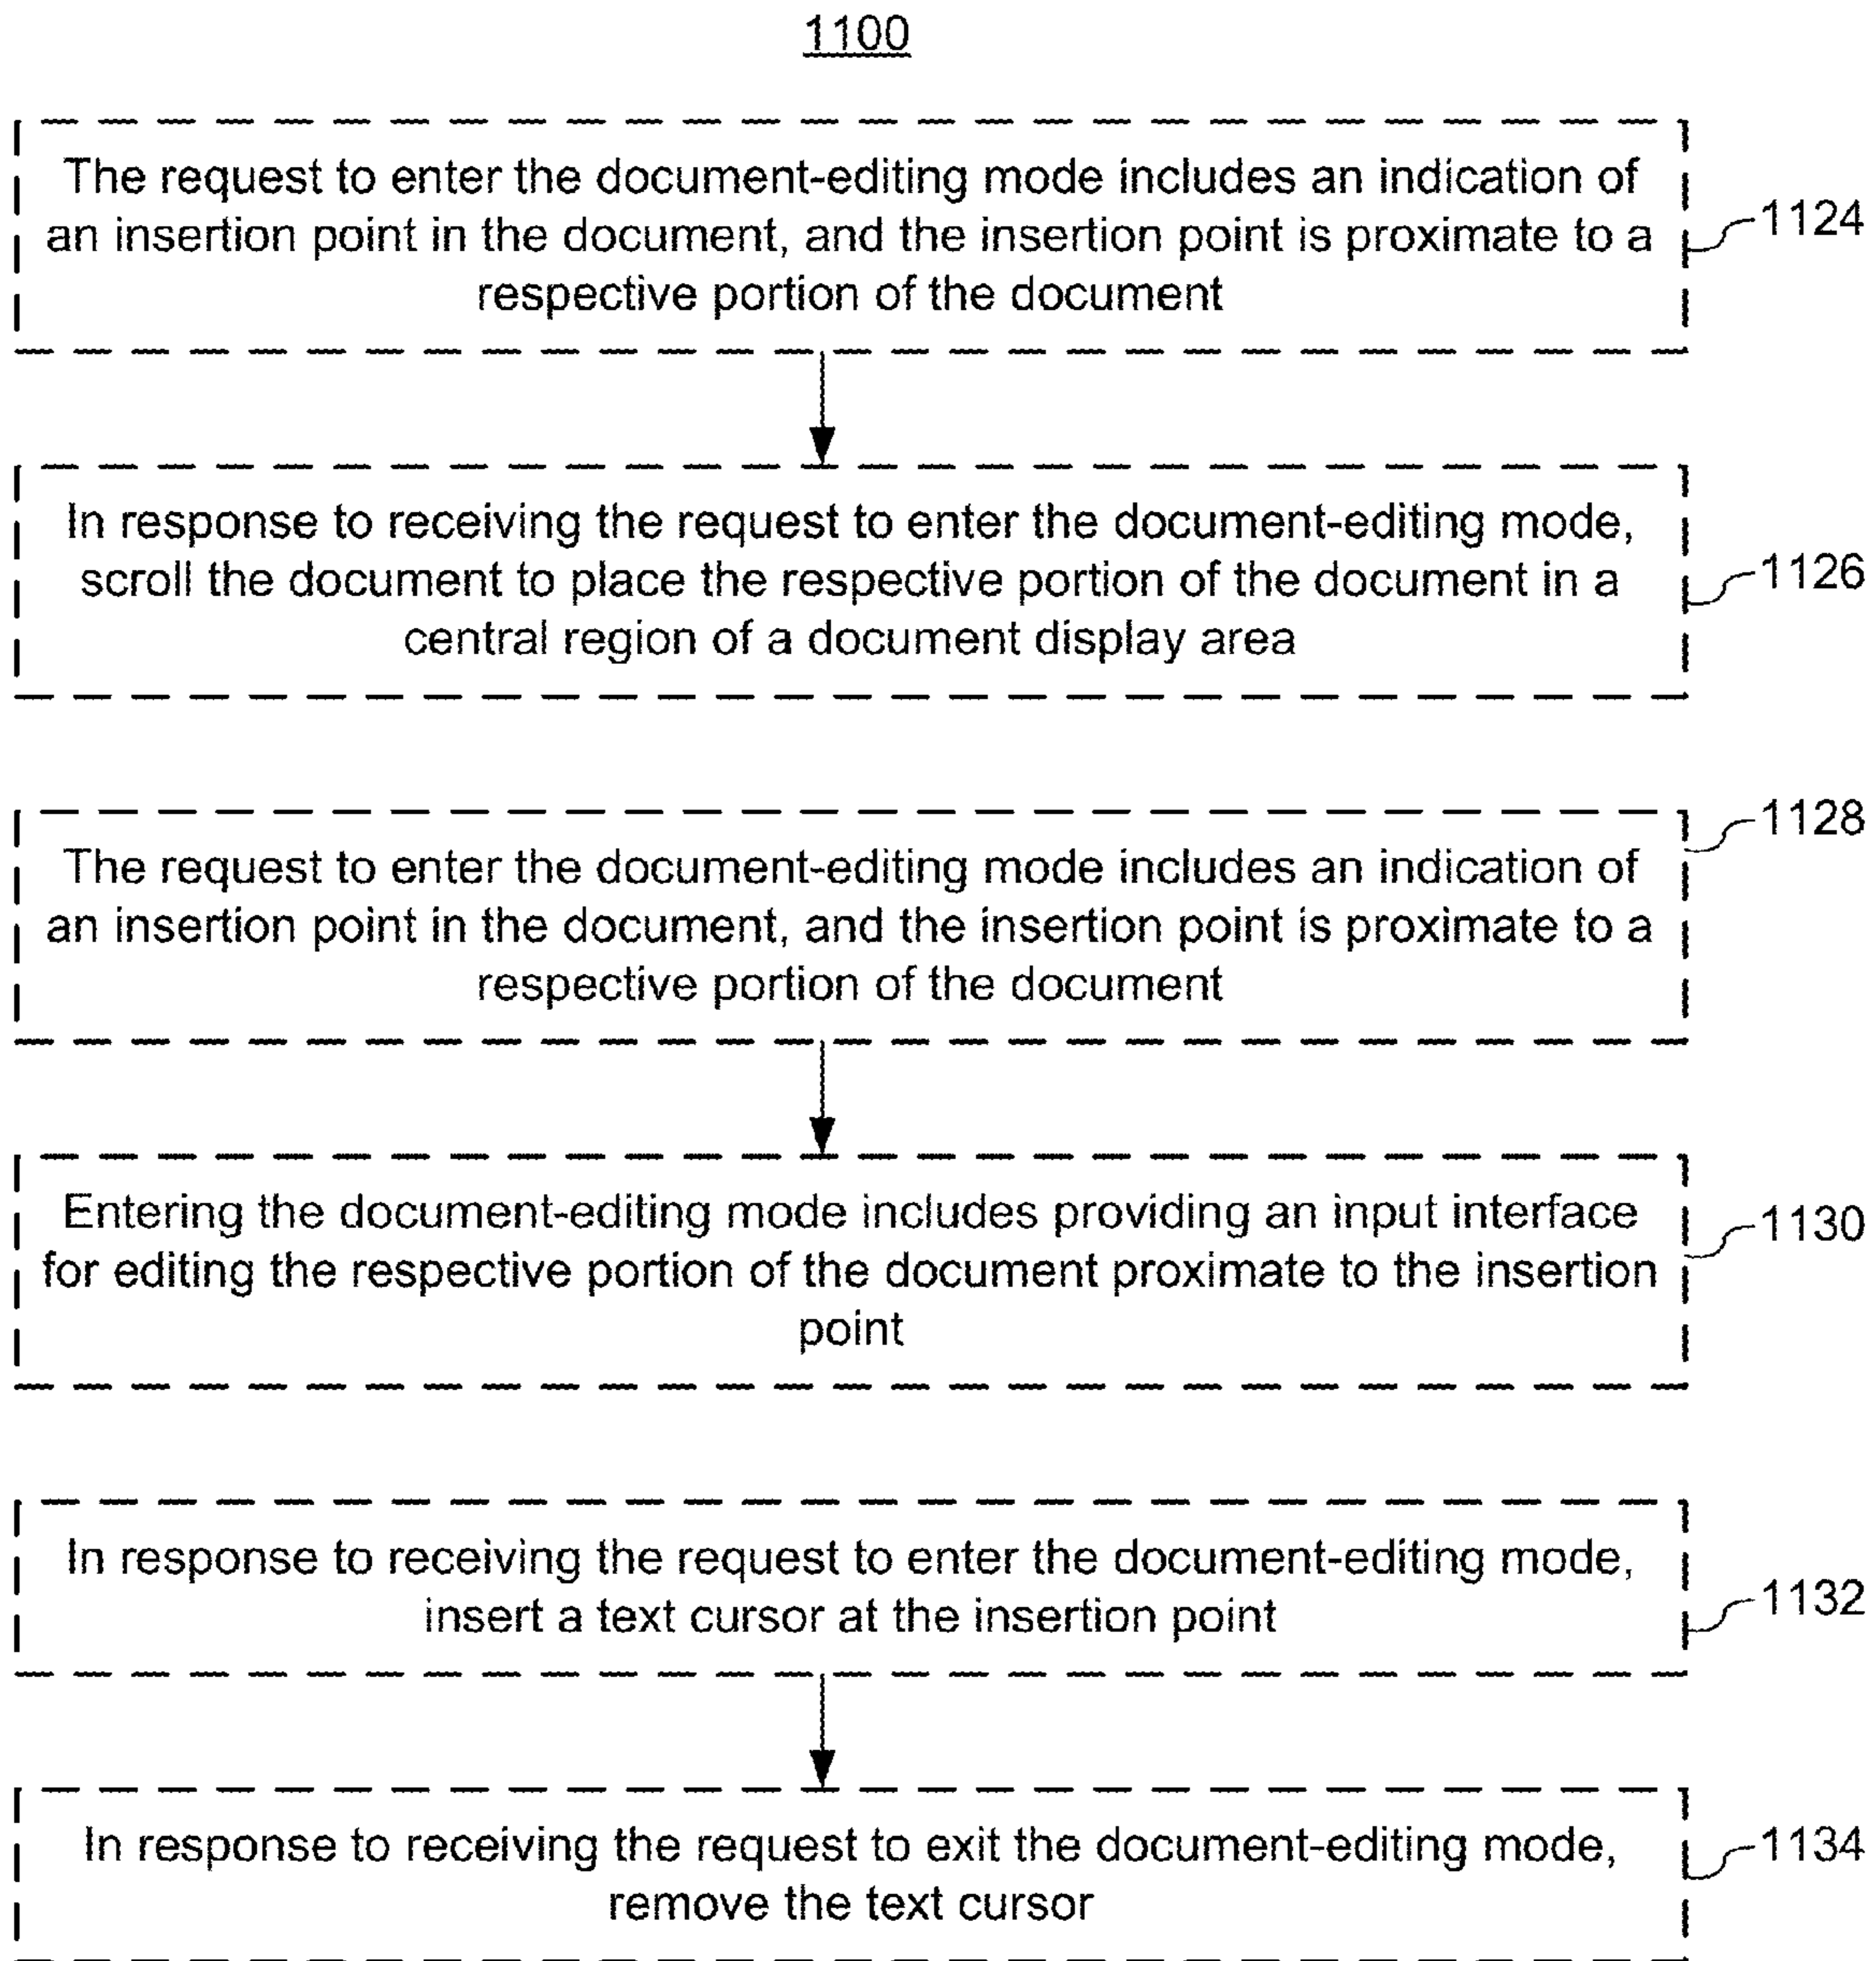 1100
The request to enter the document-editing mode includes an indication of
an insertion point in the document, and the insertion point is proximate to a
respective portion of the document
1124
In response to receiving the request to enter the document-editing mode,
scroll the document to place the respective portion of the document in a
central region of a document display area
1126
The request to enter the document-editing mode includes an indication of
an insertion point in the document, and the insertion point is proximate to a
respective portion of the document
1128
Entering the document-editing mode includes providing an input interface
for editing the respective portion of the document proximate to the insertion
point
1130
In response to receiving the request to enter the document-editing mode,
insert a text cursor at the insertion point
1132
In response to receiving the request to exit the document-editing mode,
remove the text cursor
1134